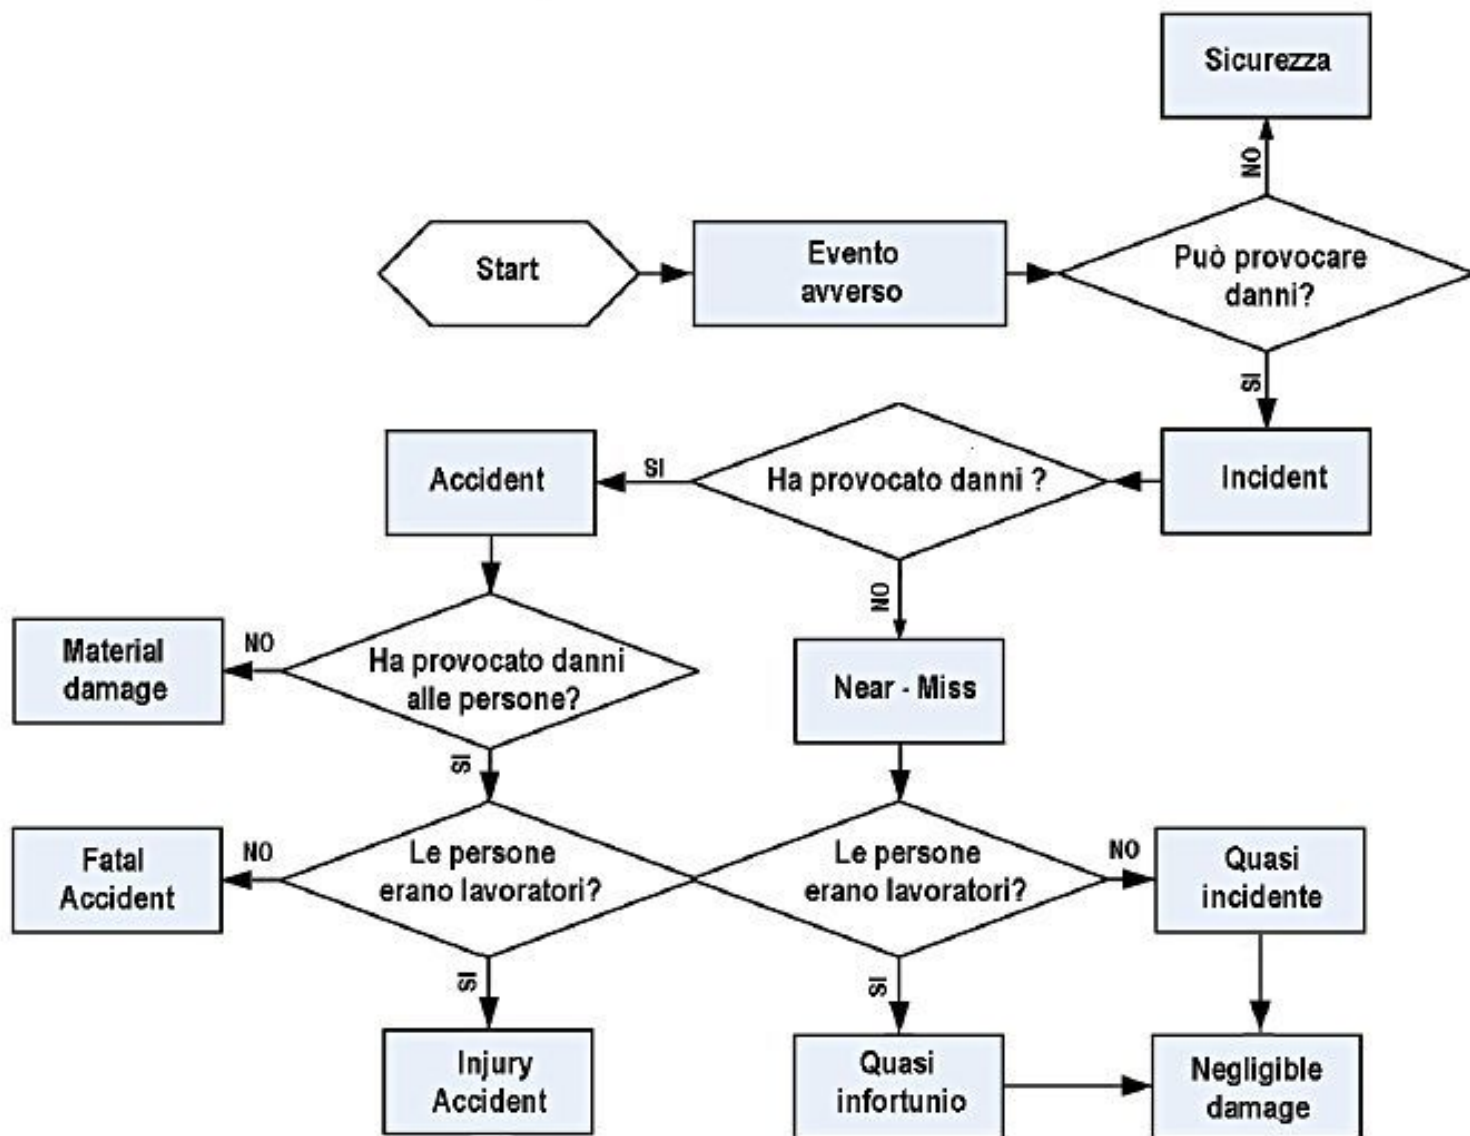 Sicurezza
NO
Start
Evento
avverso
Può provocare
danni?
SI
Accident
SI
Ha provocato danni ?
Incident
NO
Material
damage
NO
Ha provocato danni
alle persone?
Near - Miss
SI
Fatal
Accident
NO
Le persone
erano lavoratori?
Le persone
erano lavoratori?
NO
Quasi
incidente
SI
SI
Injury
Accident
Quasi
infortunio
Negligible
damage